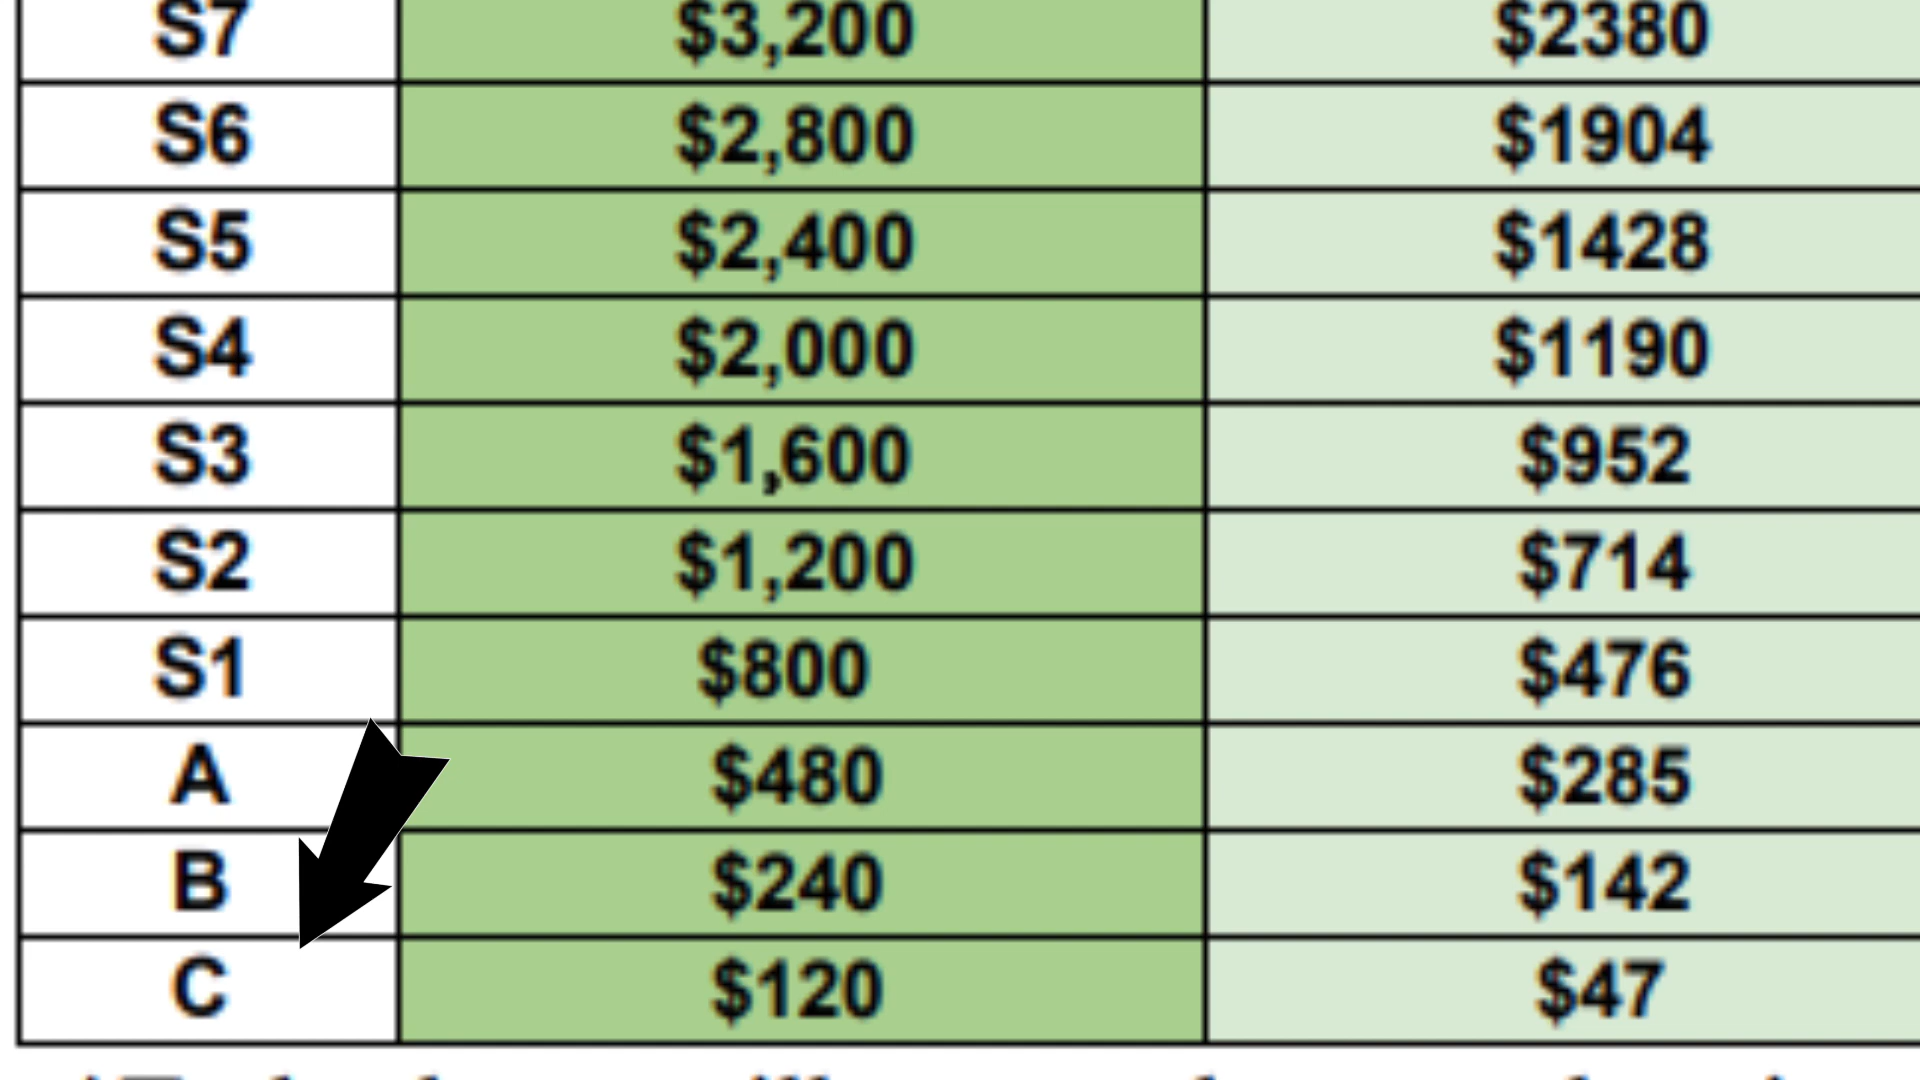 S7 $3,200 $2380
S6 $2,800 $1904
S5 $2,400 $1428
S4 $2,000 $1190
S3 $1,600 $952
S2 $1,200 $714
S1 $800 $476
A $480 $285
B $240 $142
C $120 $47